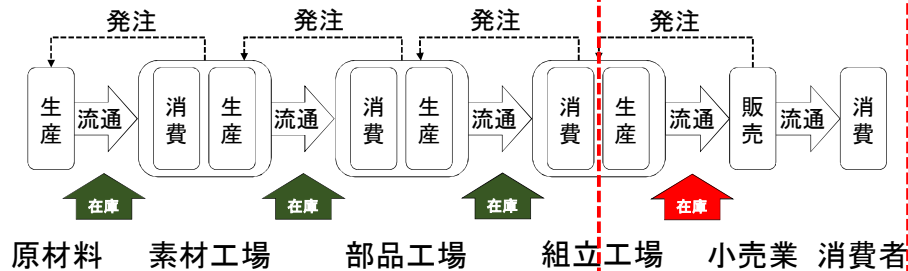 発注 発注 発注 発注
生産 流通 消費 生産 流通 消費 生産 流通 消費 生産 流通 販売 流通 消費
在庫 在庫 在庫 在庫
原材料 素材工場 部品工場 組立工場 小売業 消費者